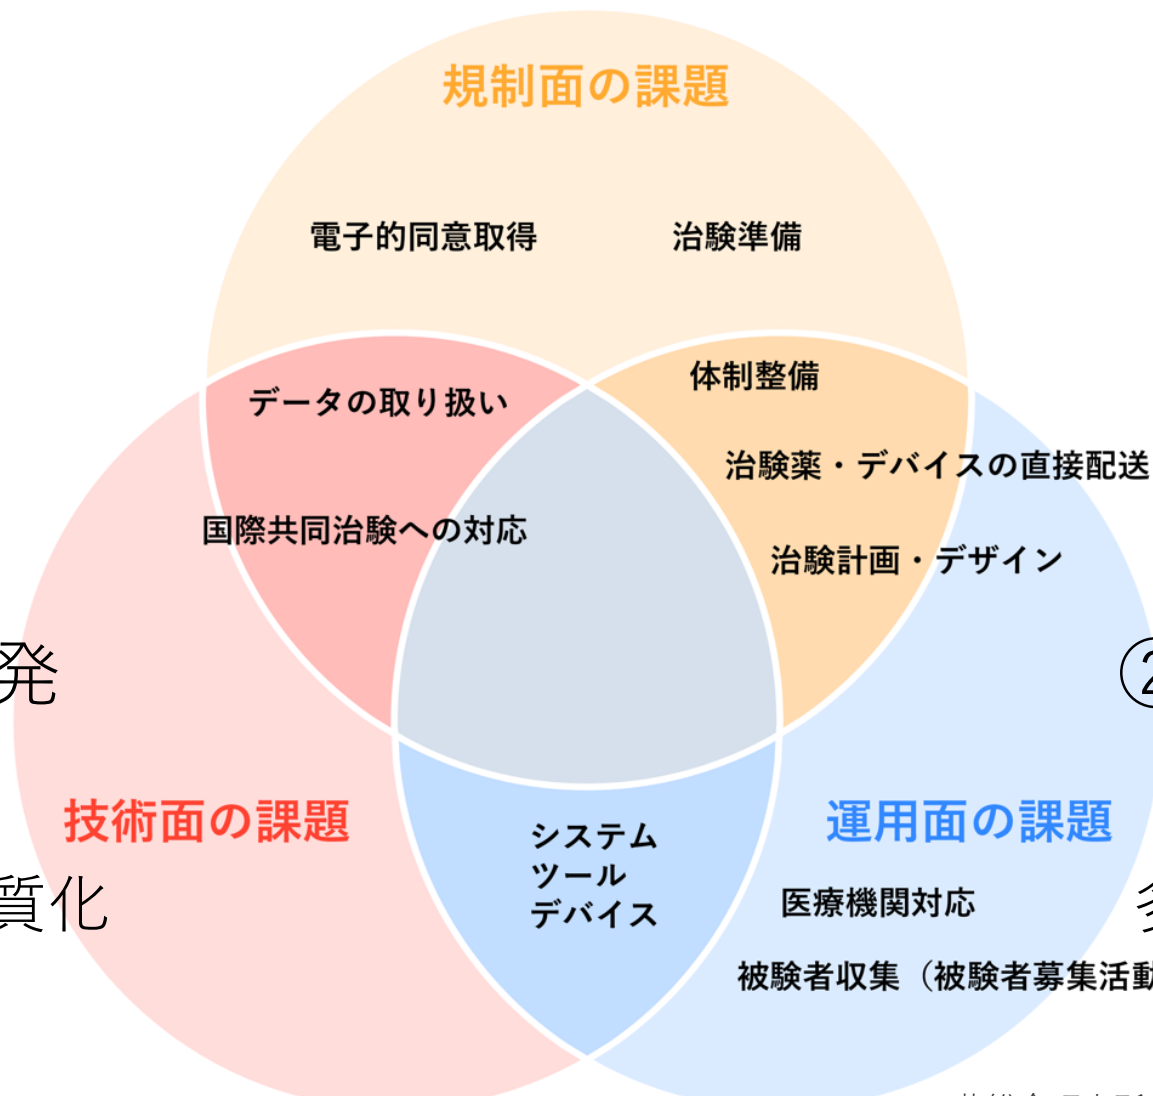 規制面の課題
電子的同意取得
治験準備
体制整備
データの取り扱い
治験薬・デバイスの直接配送
国際共同治験への対応
治験計画・デザイン
発
②
技術面の課題
運用面の課題
システム
ツール
デバイス
質化
医療機関対応
被験者収集（被験者募集活動